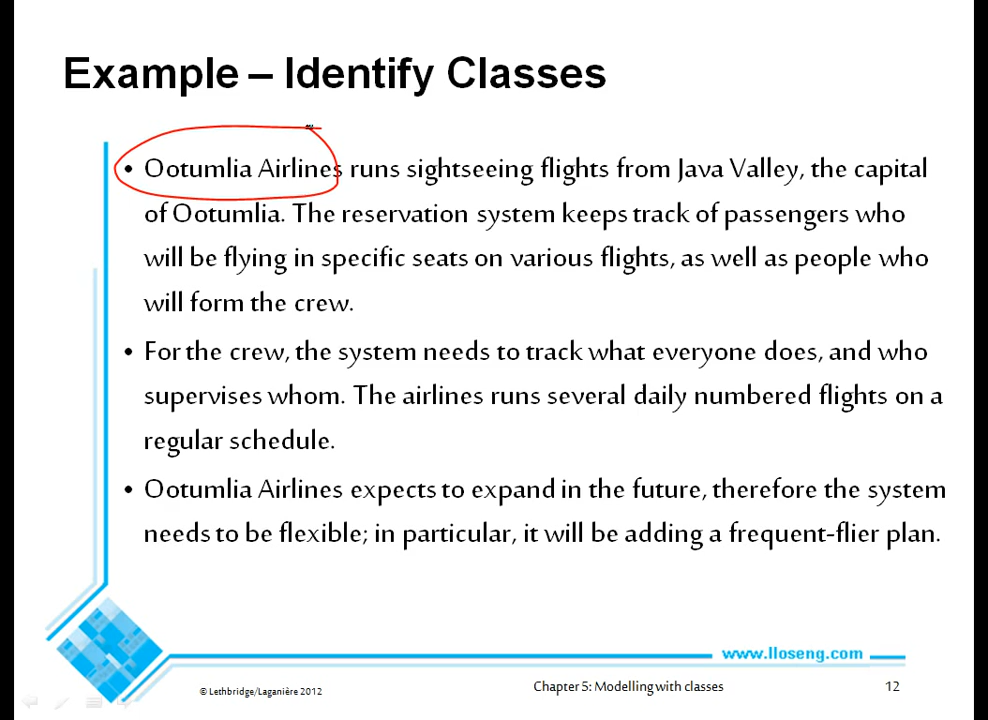 Example – Identify Classes
• Ootumlia Airlines runs sightseeing flights from Java Valley, the capital
of Ootumlia. The reservation system keeps track of passengers who
will be flying in specific seats on various flights, as well as people who
will form the crew.
• For the crew, the system needs to track what everyone does, and who
supervises whom. The airlines runs several daily numbered flights on a
regular schedule.
• Ootumlia Airlines expects to expand in the future, therefore the system
needs to be flexible; in particular, it will be adding a frequent-flier plan.
www.lloseng.com
© Lethbridge/Laganière 2012
Chapter 5: Modelling with classes
12